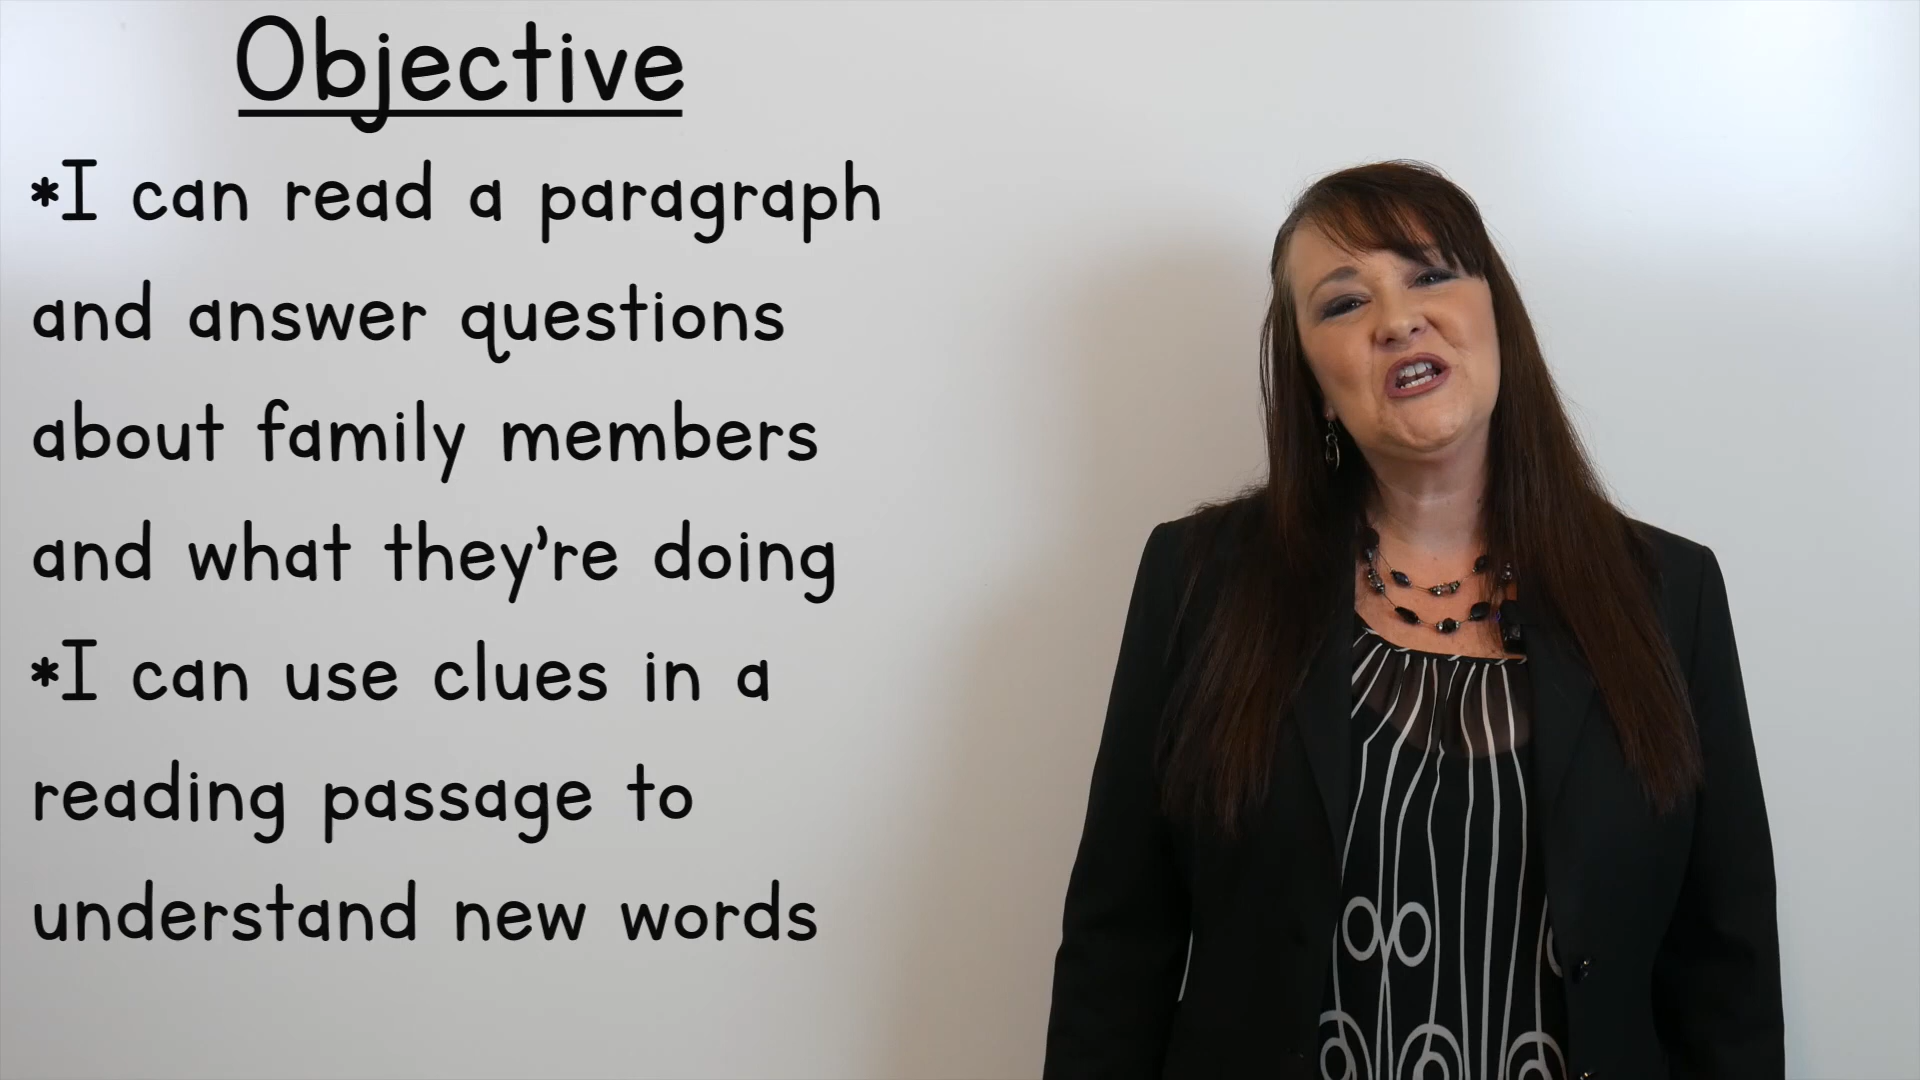 Objective
*I can read a paragraph
and answer questions
about family members
and what they're doing
*I can use clues in a
reading passage to
understand new words